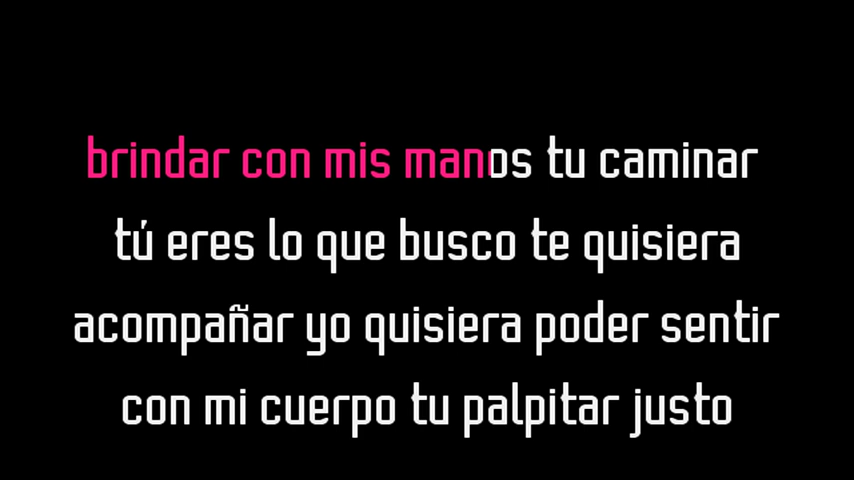 brindar con mis manos tu caminar
tú eres lo que busco te quisiera
acompañar yo quisiera poder sentir
con mi cuerpo tu palpitar justo